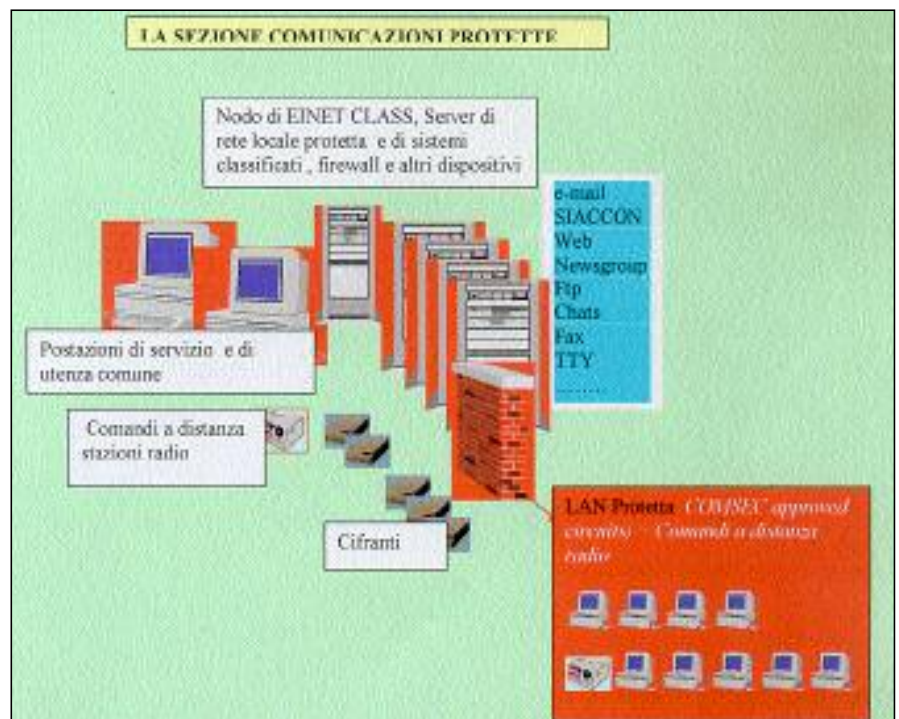 LA SEZIONE COMUNICAZIONI PROTETTE
Nodo di EINET CLASS, Server di
rete locale protetta e di sistemi
classificati , firewall e altri dispositivi
e-mail
SIACCON
Web
Newsgroup
Ftp
Chats
Fax
TTY
.........
Postazioni di servizio e di
utenza comune
Comandi a distanza
stazioni radio
Cifranti
LAN Protetta COMSEC approved
circuits) Comandi a distanza
radio